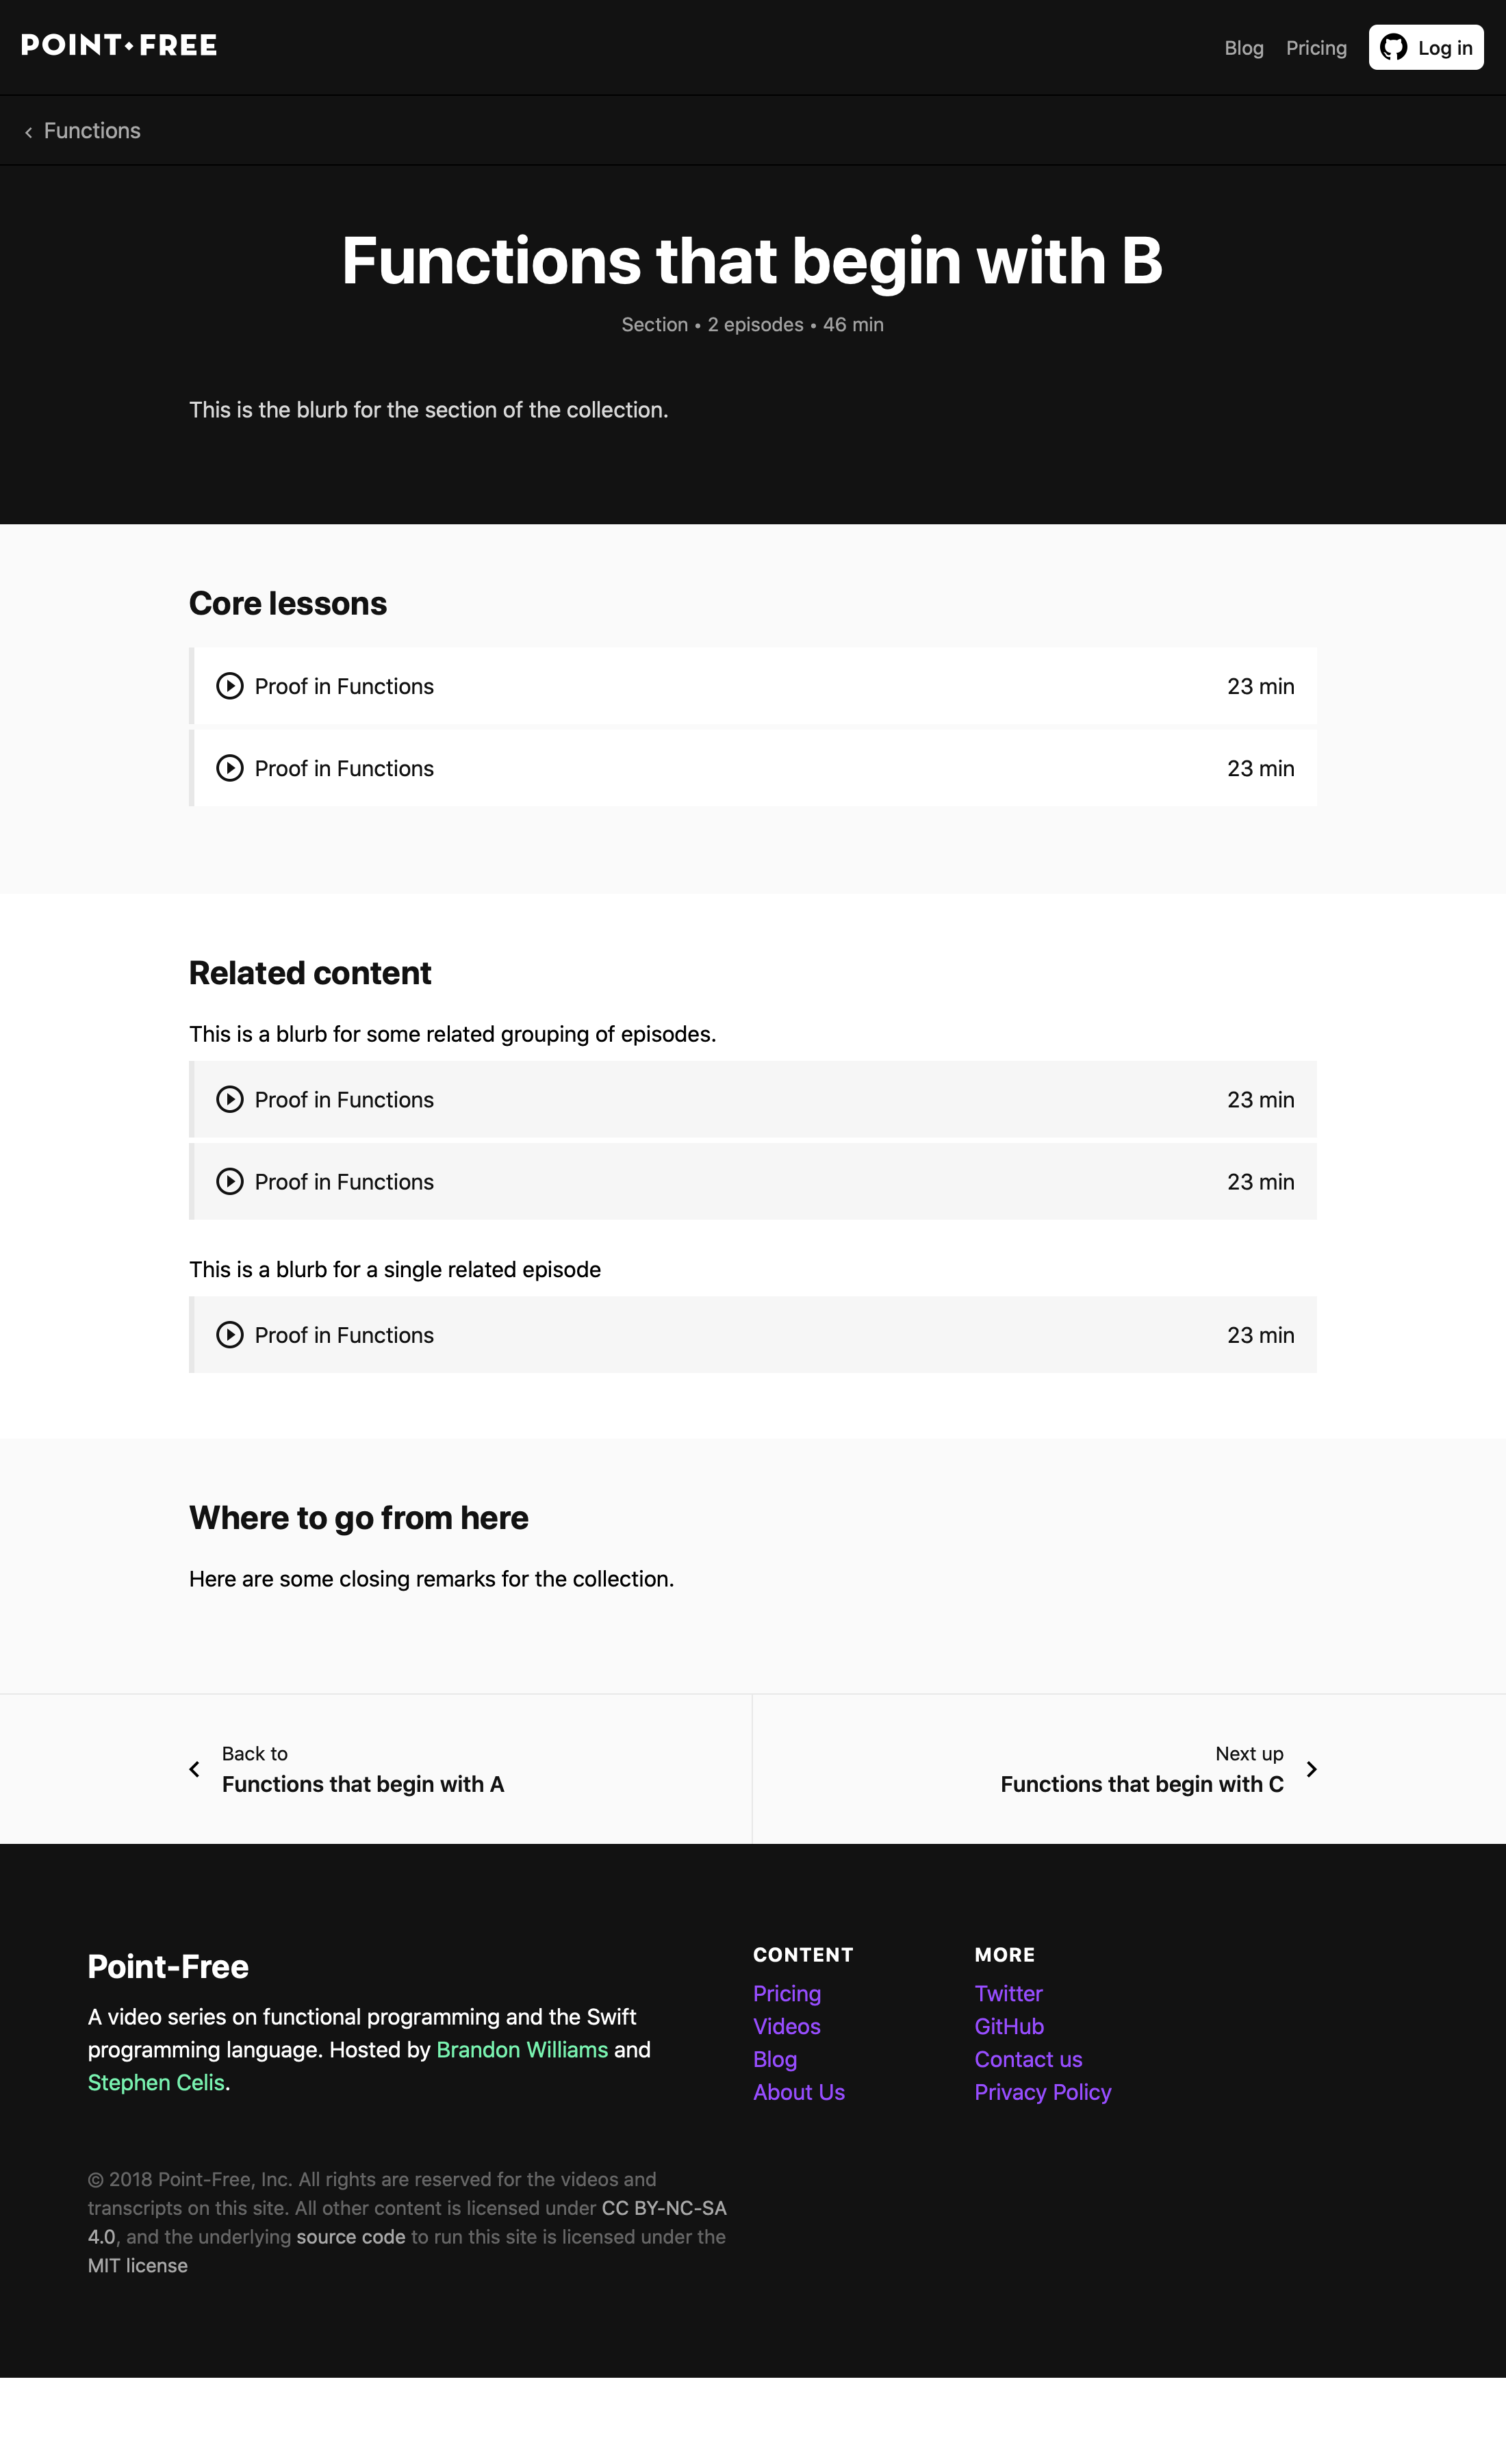 POINT•FREE
Blog Pricing Log in
Functions
Functions that begin with B
Section • 2 episodes • 46 min
This is the blurb for the section of the collection.
Core lessons
Proof in Functions 23 min
Proof in Functions 23 min
Related content
This is a blurb for some related grouping of episodes.
Proof in Functions 23 min
Proof in Functions 23 min
This is a blurb for a single related episode
Proof in Functions 23 min
Where to go from here
Here are some closing remarks for the collection.
Back to
Functions that begin with A
Next up
Functions that begin with C
Point-Free
A video series on functional programming and the Swift
programming language. Hosted by Brandon Williams and
Stephen Celis.
CONTENT
Pricing
Videos
Blog
About Us
MORE
Twitter
GitHub
Contact us
Privacy Policy
© 2018 Point-Free, Inc. All rights are reserved for the videos and
transcripts on this site. All other content is licensed under CC BY-NC-SA
4.0, and the underlying source code to run this site is licensed under the
MIT license